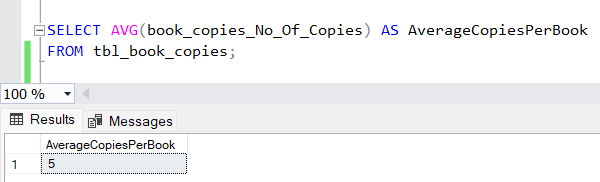 SELECT AVG(book_copies_No_Of_Copies) AS AverageCopiesPerBook
FROM tbl_book_copies;
100 %
Results Messages
AverageCopiesPerBook
1 5